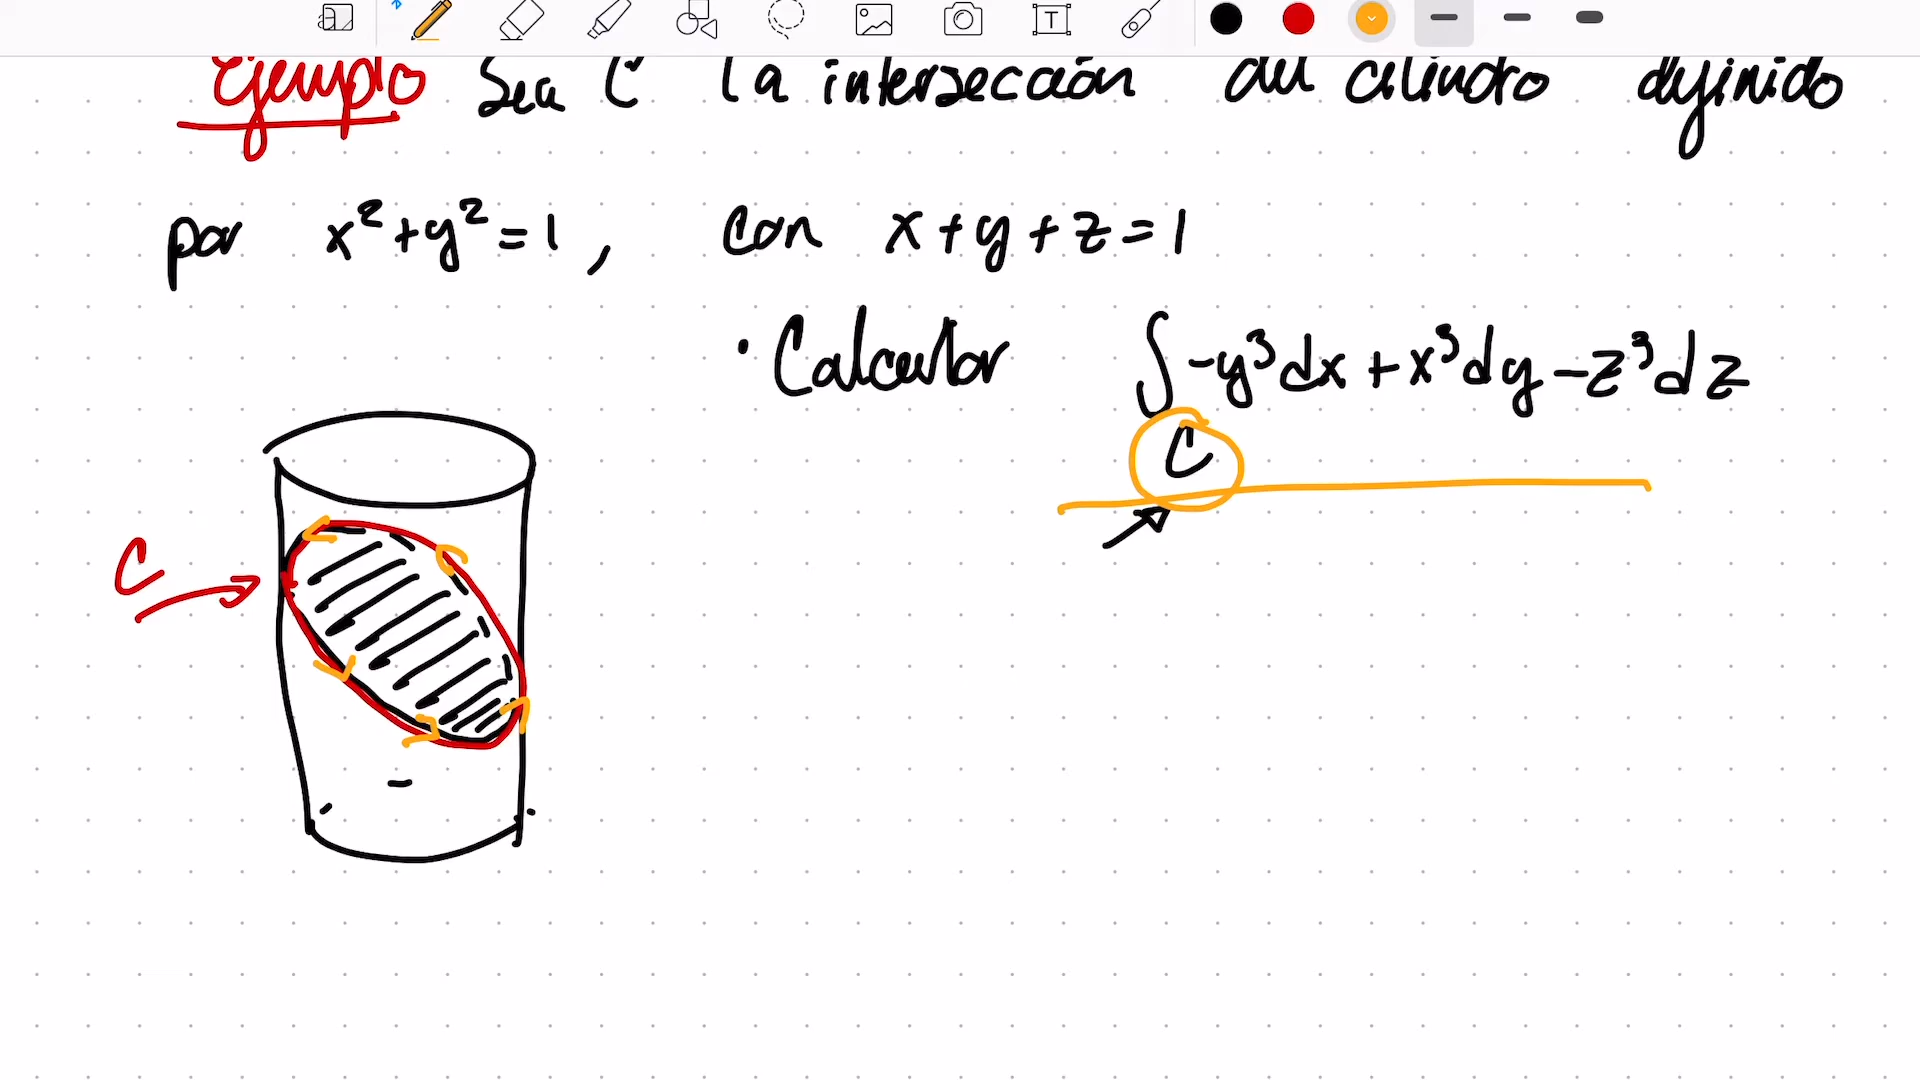 Ejemplo Sea C la intersección del cilindro definido
por x² + y² = 1, con x + y + z = 1
• Calcular ∫ -y³dx + x³dy - z³dz
C
C